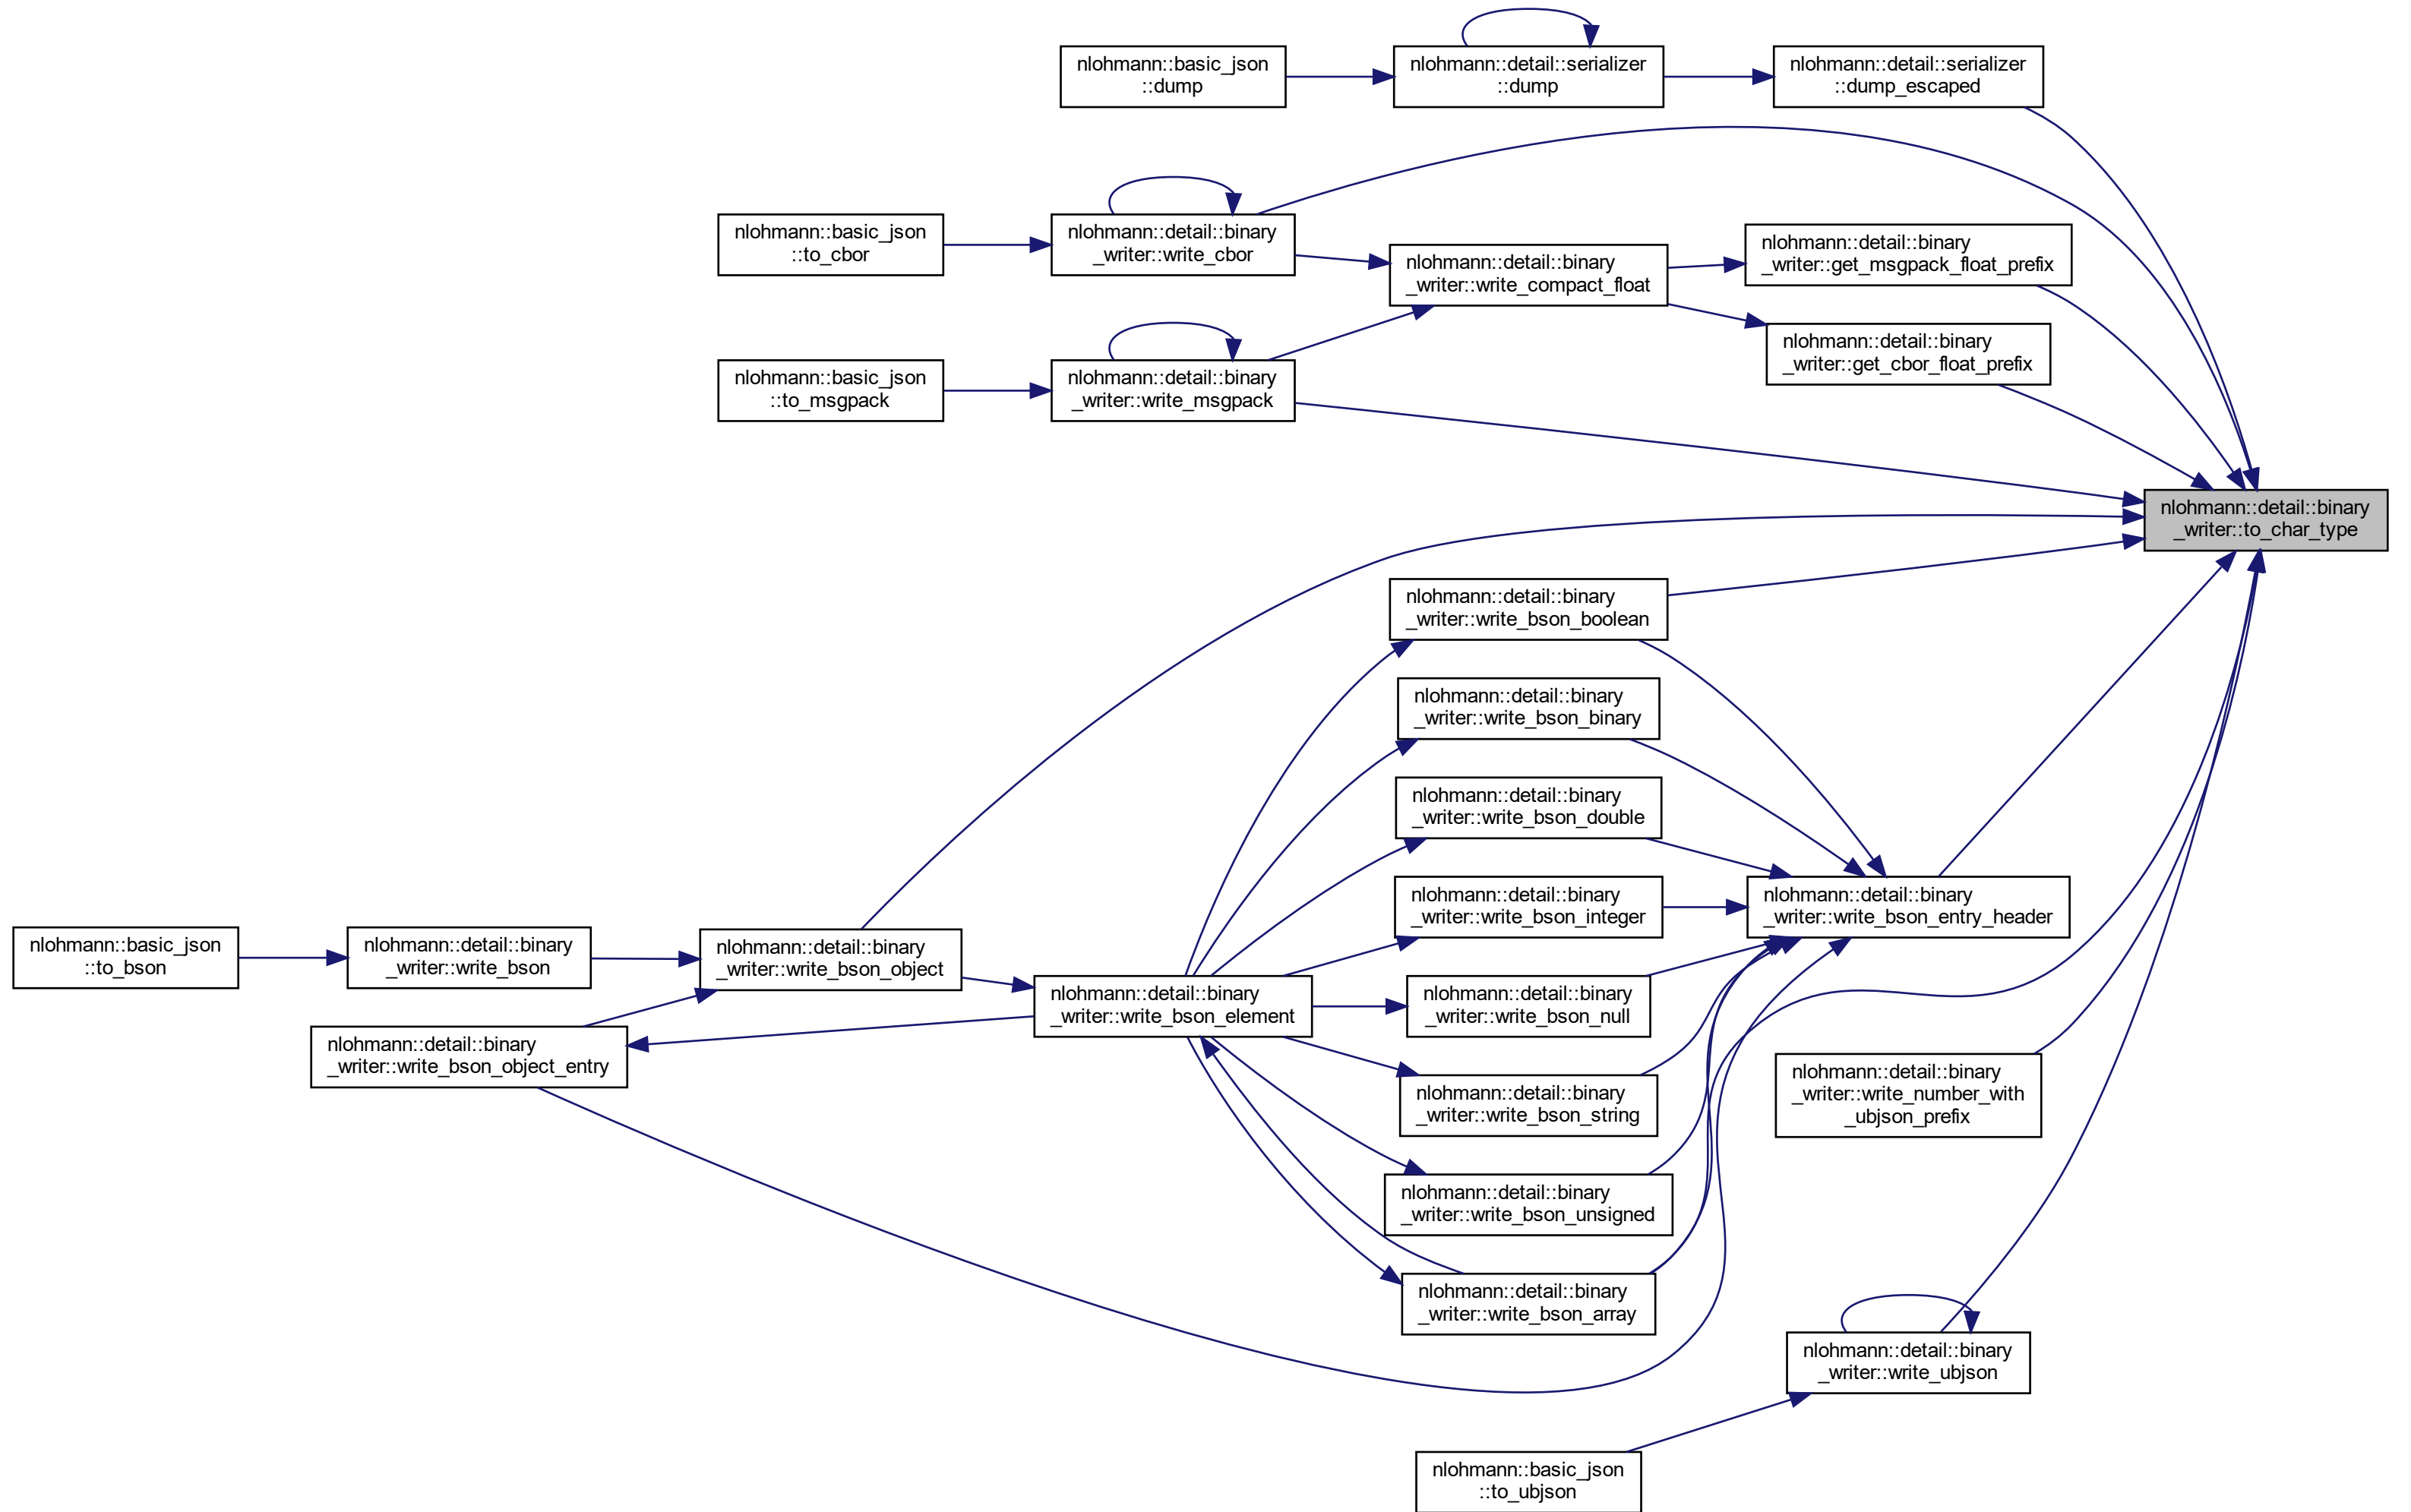 nlohmann::basic_json
::dump
nlohmann::detail::serializer
::dump
nlohmann::detail::serializer
::dump_escaped
nlohmann::basic_json
::to_cbor
nlohmann::detail::binary
_writer::write_cbor
nlohmann::detail::binary
_writer::write_compact_float
nlohmann::detail::binary
_writer::get_msgpack_float_prefix
nlohmann::detail::binary
_writer::get_cbor_float_prefix
nlohmann::basic_json
::to_msgpack
nlohmann::detail::binary
_writer::write_msgpack
nlohmann::detail::binary
_writer::to_char_type
nlohmann::detail::binary
_writer::write_bson_boolean
nlohmann::detail::binary
_writer::write_bson_binary
nlohmann::detail::binary
_writer::write_bson_double
nlohmann::detail::binary
_writer::write_bson_integer
nlohmann::detail::binary
_writer::write_bson_entry_header
nlohmann::basic_json
::to_bson
nlohmann::detail::binary
_writer::write_bson
nlohmann::detail::binary
_writer::write_bson_object
nlohmann::detail::binary
_writer::write_bson_element
nlohmann::detail::binary
_writer::write_bson_null
nlohmann::detail::binary
_writer::write_bson_object_entry
nlohmann::detail::binary
_writer::write_bson_string
nlohmann::detail::binary
_writer::write_number_with
_ubjson_prefix
nlohmann::detail::binary
_writer::write_bson_unsigned
nlohmann::detail::binary
_writer::write_bson_array
nlohmann::detail::binary
_writer::write_ubjson
nlohmann::basic_json
::to_ubjson